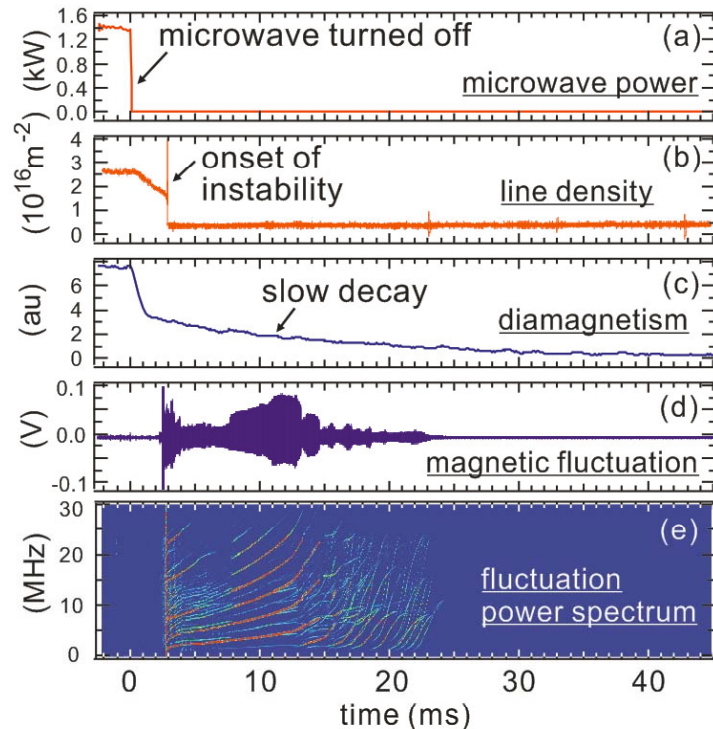 1.6
1.2
0.8
0.4
0.0
(kW)
microwave turned off
(a)
microwave power
4
3
2
1
0
(10¹⁶m⁻²)
onset of
instability
(b)
line density
6
4
2
0
(au)
slow decay
(c)
diamagnetism
0.1
0.0
-0.1
(V)
(d)
magnetic fluctuation
30
20
10
0
(MHz)
(e)
fluctuation
power spectrum
0 10 20 30 40
time (ms)